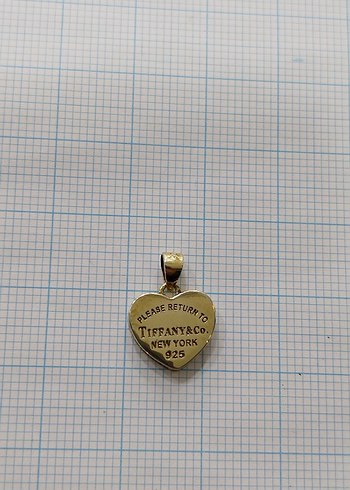 PLEASE RETURN TO
TIFFANY&Co.
NEW YORK
925